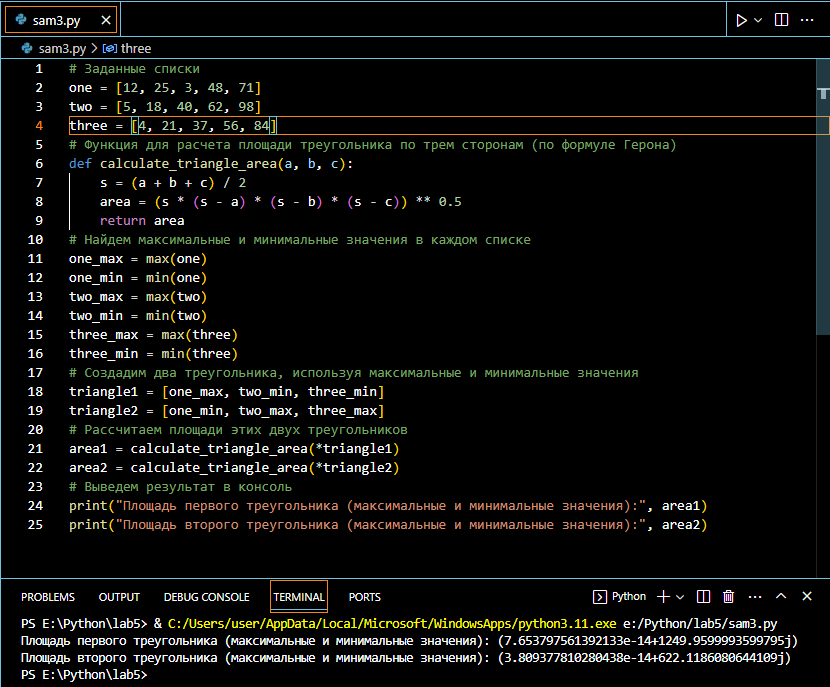 sam3.py
sam3.py > three
1 # Заданные списки
2 one = [12, 25, 3, 48, 71]
3 two = [5, 18, 40, 62, 98]
4 three = [4, 21, 37, 56, 84]
5 # Функция для расчета площади треугольника по трем сторонам (по формуле Герона)
6 def calculate_triangle_area(a, b, c):
7     s = (a + b + c) / 2
8     area = (s * (s - a) * (s - b) * (s - c)) ** 0.5
9     return area
10 # Найдем максимальные и минимальные значения в каждом списке
11 one_max = max(one)
12 one_min = min(one)
13 two_max = max(two)
14 two_min = min(two)
15 three_max = max(three)
16 three_min = min(three)
17 # Создадим два треугольника, используя максимальные и минимальные значения
18 triangle1 = [one_max, two_min, three_min]
19 triangle2 = [one_min, two_max, three_max]
20 # Рассчитаем площади этих двух треугольников
21 area1 = calculate_triangle_area(*triangle1)
22 area2 = calculate_triangle_area(*triangle2)
23 # Выведем результат в консоль
24 print("Площадь первого треугольника (максимальные и минимальные значения):", area1)
25 print("Площадь второго треугольника (максимальные и минимальные значения):", area2)
PROBLEMS OUTPUT DEBUG CONSOLE TERMINAL PORTS Python
PS E:\Python\lab5> & C:/Users/user/AppData/Local/Microsoft/WindowsApps/python3.11.exe e:/Python/lab5/sam3.py
Площадь первого треугольника (максимальные и минимальные значения): (7.653797561392133e-14+1249.9599993599795j)
Площадь второго треугольника (максимальные и минимальные значения): (3.809377810280438e-14+622.1186080644109j)
PS E:\Python\lab5>